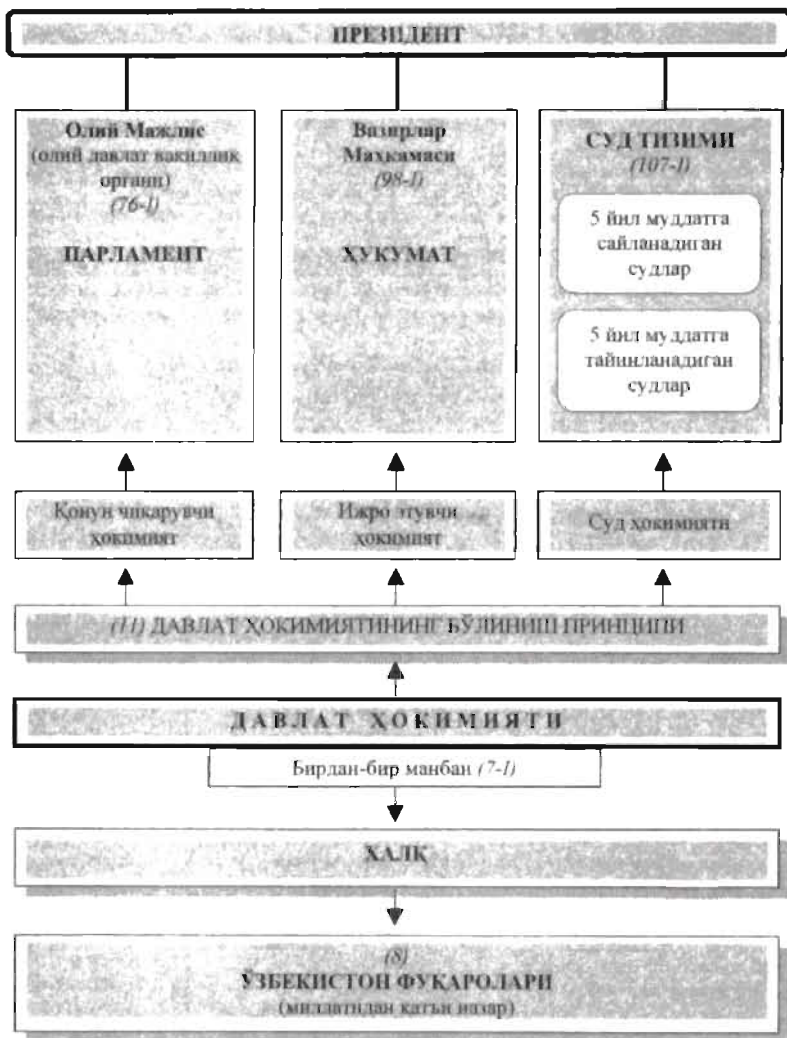 ПРЕЗИДЕНТ
Олий Мажлис
(олий давлат вакиллик
органи)
(76-I)
ПАРЛАМЕНТ
Вазирлар
Маҳкамаси
(98-I)
ҲУКУМАТ
СУД ТИЗИМИ
(107-I)
5 йил муддатга
сайланадиган
судлар
5 йил муддатга
тайинланадиган
судлар
Қонун чиқарувчи
ҳокимият
Ижро этувчи
ҳокимият
Суд ҳокимияти
(11) ДАВЛАТ ҲОКИМИЯТИНИНГ БЎЛИНИШ ПРИНЦИПИ
ДАВЛАТ ҲОКИМИЯТИ
Бирдан-бир манбаи (7-I)
ХАЛҚ
(8)
ЎЗБЕКИСТОН ФУҚАРОЛАРИ
(миллатидан қатъи назар)